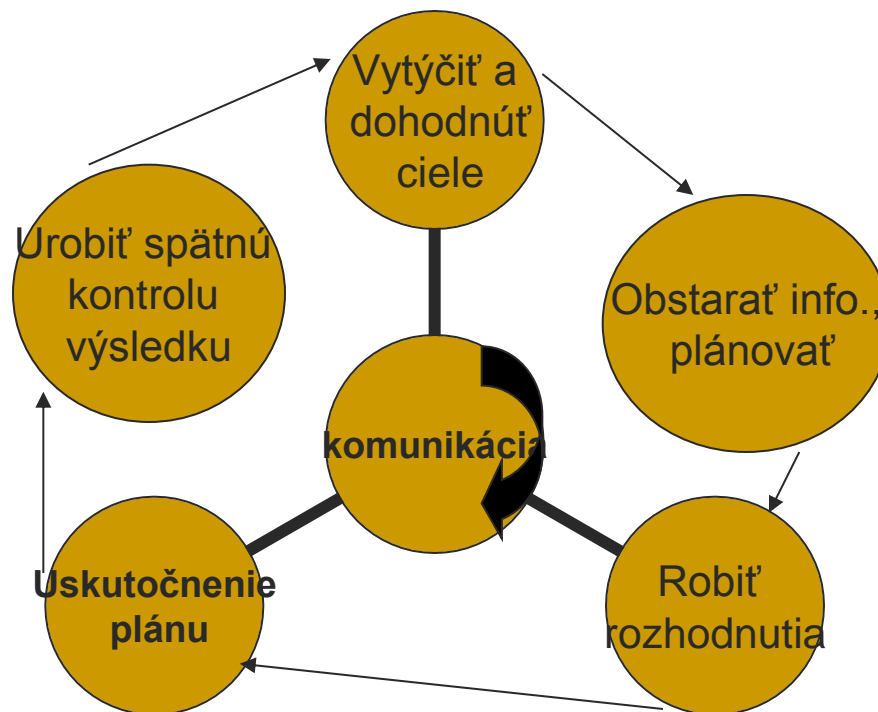 Vytýčiť a
dohodnúť
ciele
Obstarať info.,
plánovať
Robiť
rozhodnutia
Uskutočnenie
plánu
Urobiť spätnú
kontrolu
výsledku
komunikácia